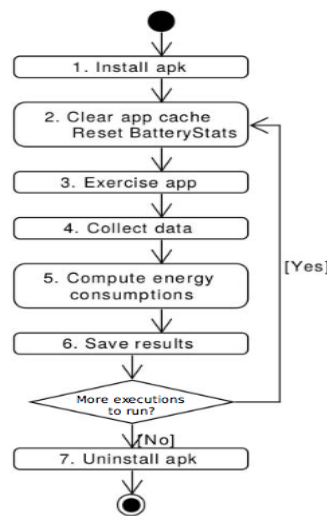 1. Install apk
2. Clear app cache
Reset BatteryStats
3. Exercise app
4. Collect data
[Yes]
5. Compute energy
consumptions
6. Save results
More executions
to run?
[No]
7. Uninstall apk